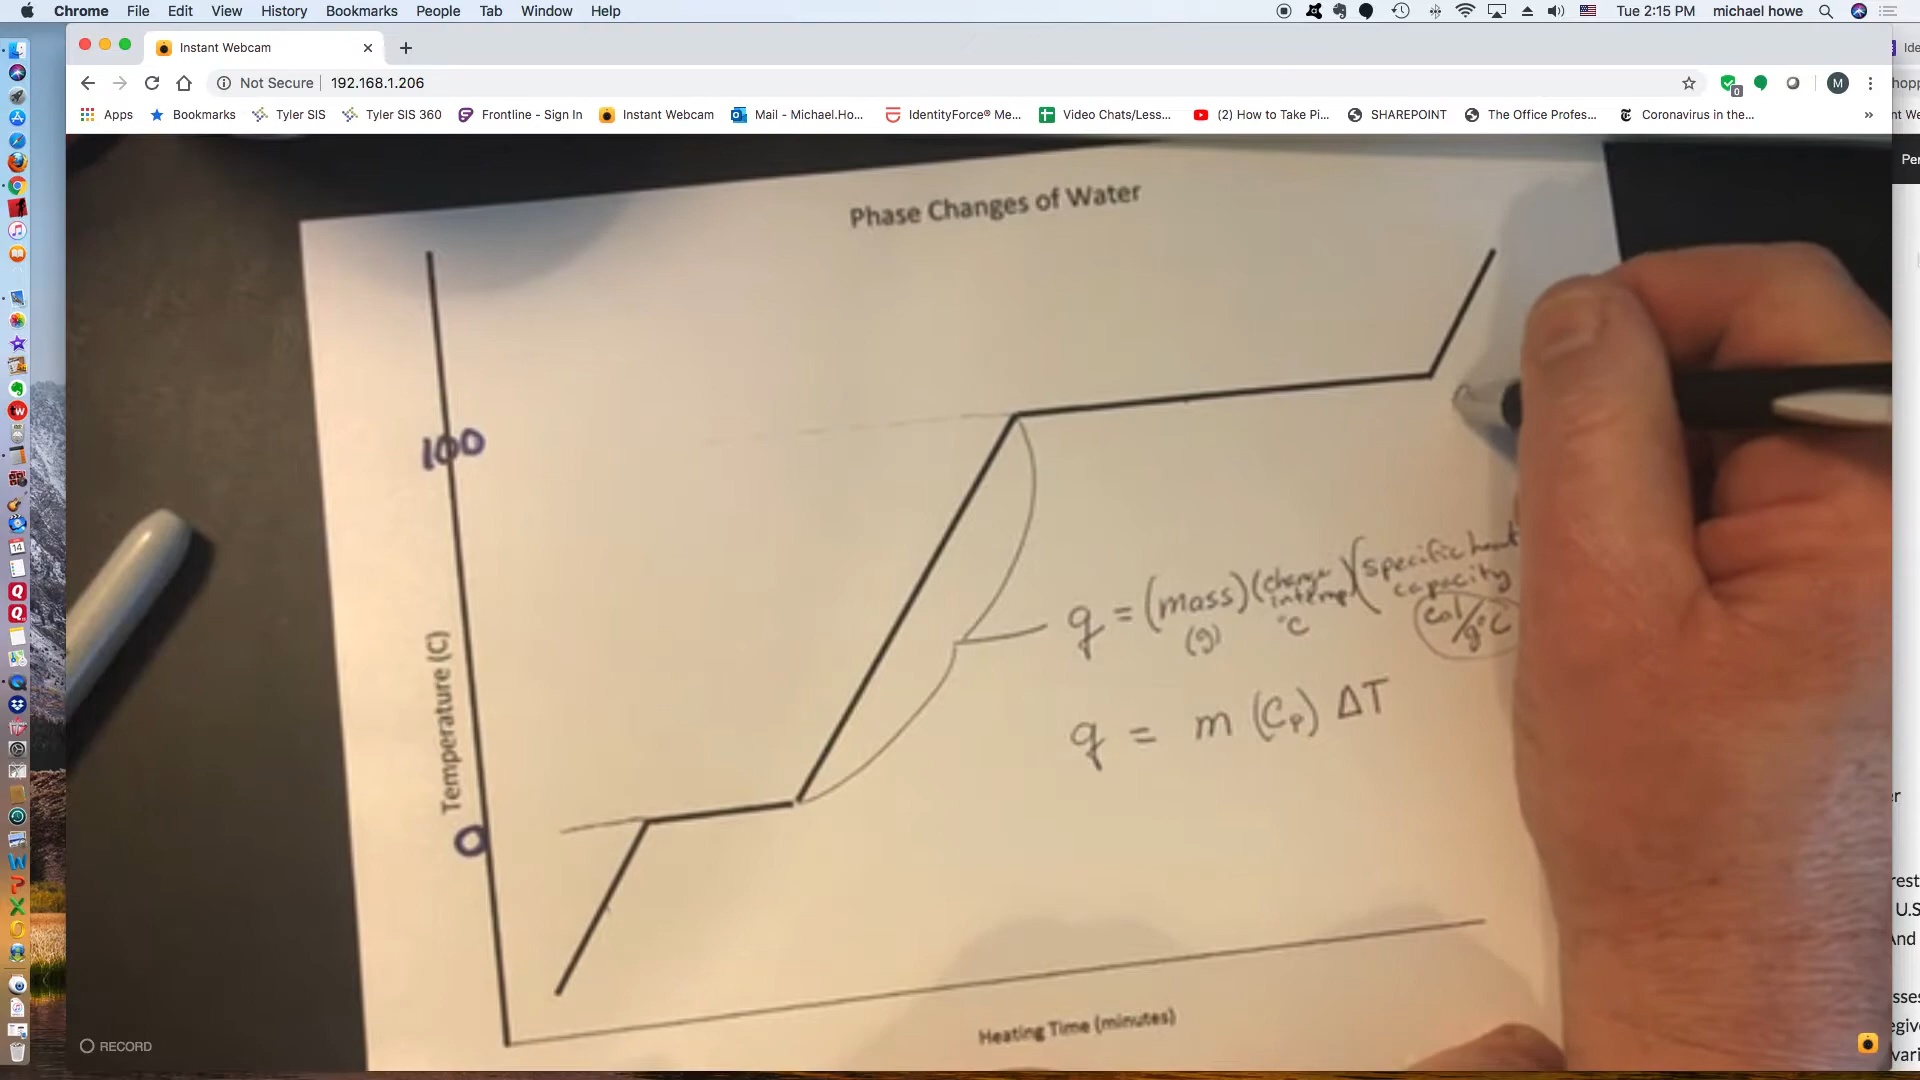 Chrome File Edit View History Bookmarks People Tab Window Help Tue 2:15 PM michael howe
Instant Webcam
Not Secure 192.168.1.206
M
Apps Bookmarks Tyler SIS Tyler SIS 360 Frontline - Sign In Instant Webcam Mail - Michael.Ho... IdentityForce® Me... Video Chats/Less... (2) How to Take Pi... SHAREPOINT The Office Profes... Coronavirus in the... »
Phase Changes of Water
100
q = (mass) (change in temp) (specific heat capacity
(g) °C cal/g°C
q = m (Cp) ΔT
Temperature (C)
0
Heating Time (minutes)
RECORD